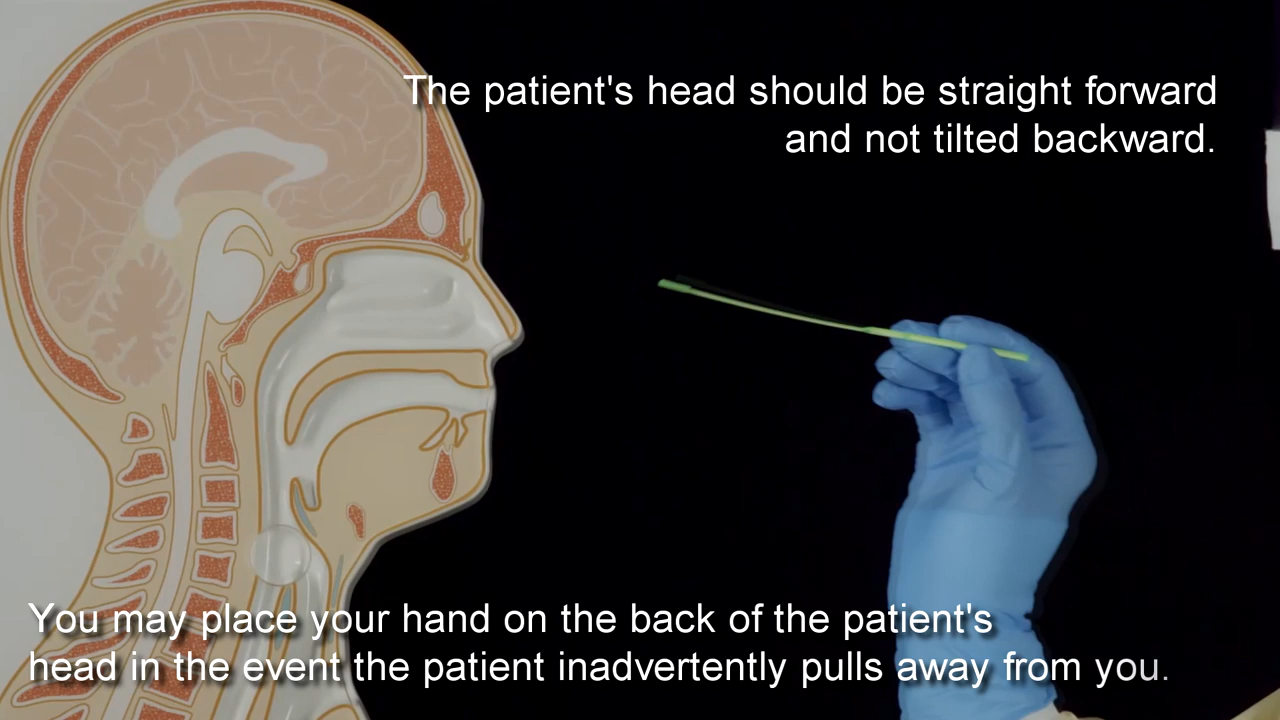 The patient's head should be straight forward
and not tilted backward.
You may place your hand on the back of the patient's
head in the event the patient inadvertently pulls away from you.